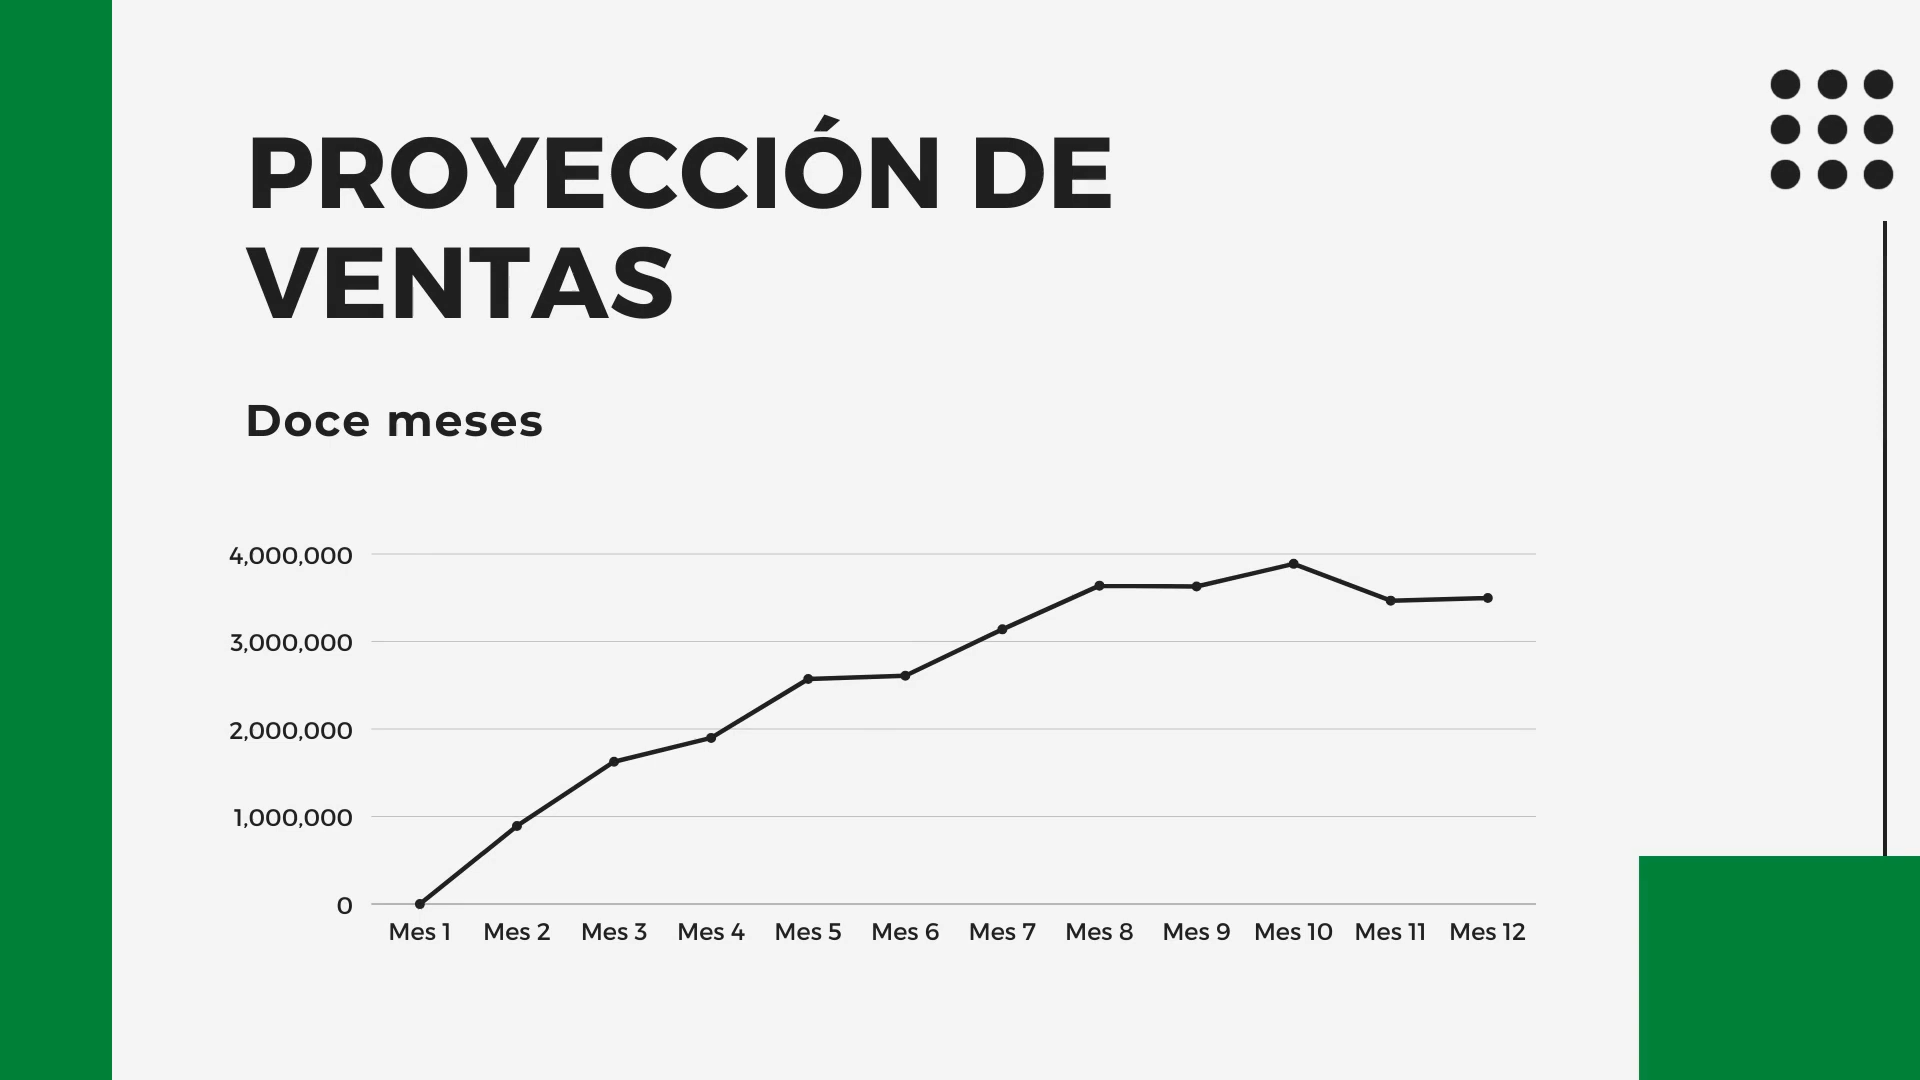 PROYECCIÓN DE
VENTAS
Doce meses
4,000,000
3,000,000
2,000,000
1,000,000
0
Mes 1 Mes 2 Mes 3 Mes 4 Mes 5 Mes 6 Mes 7 Mes 8 Mes 9 Mes 10 Mes 11 Mes 12